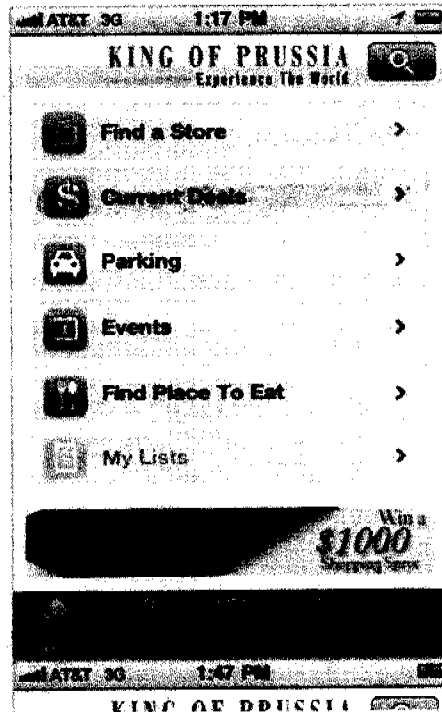 AT&T 3G 1:17 PM
KING OF PRUSSIA
Experience The World
Find a Store
Current Deals
Parking
Events
Find Place To Eat
My Lists
Win a
$1000
Shopping Spree
AT&T 3G 1:47 PM
KING OF PRUSSIA